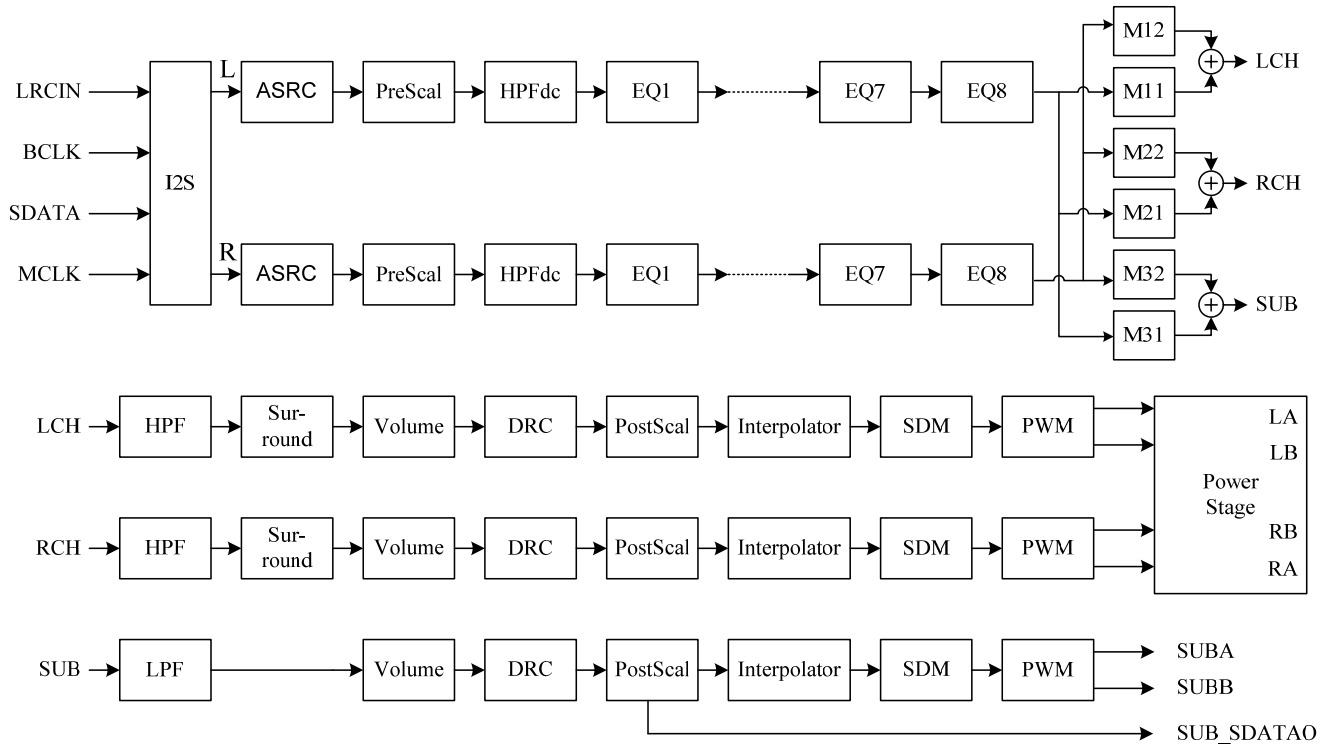 M12
LCH
L
LRCIN
ASRC
PreScal
HPFdc
EQ1
EQ7
EQ8
M11
BCLK
M22
I2S
RCH
SDATA
M21
R
MCLK
ASRC
PreScal
HPFdc
EQ1
EQ7
EQ8
M32
SUB
M31
LCH
HPF
Sur-
round
Volume
DRC
PostScal
Interpolator
SDM
PWM
LA
LB
Power
Stage
RCH
HPF
Sur-
round
Volume
DRC
PostScal
Interpolator
SDM
PWM
RB
RA
SUB
LPF
Volume
DRC
PostScal
Interpolator
SDM
PWM
SUBA
SUBB
SUB_SDATAO